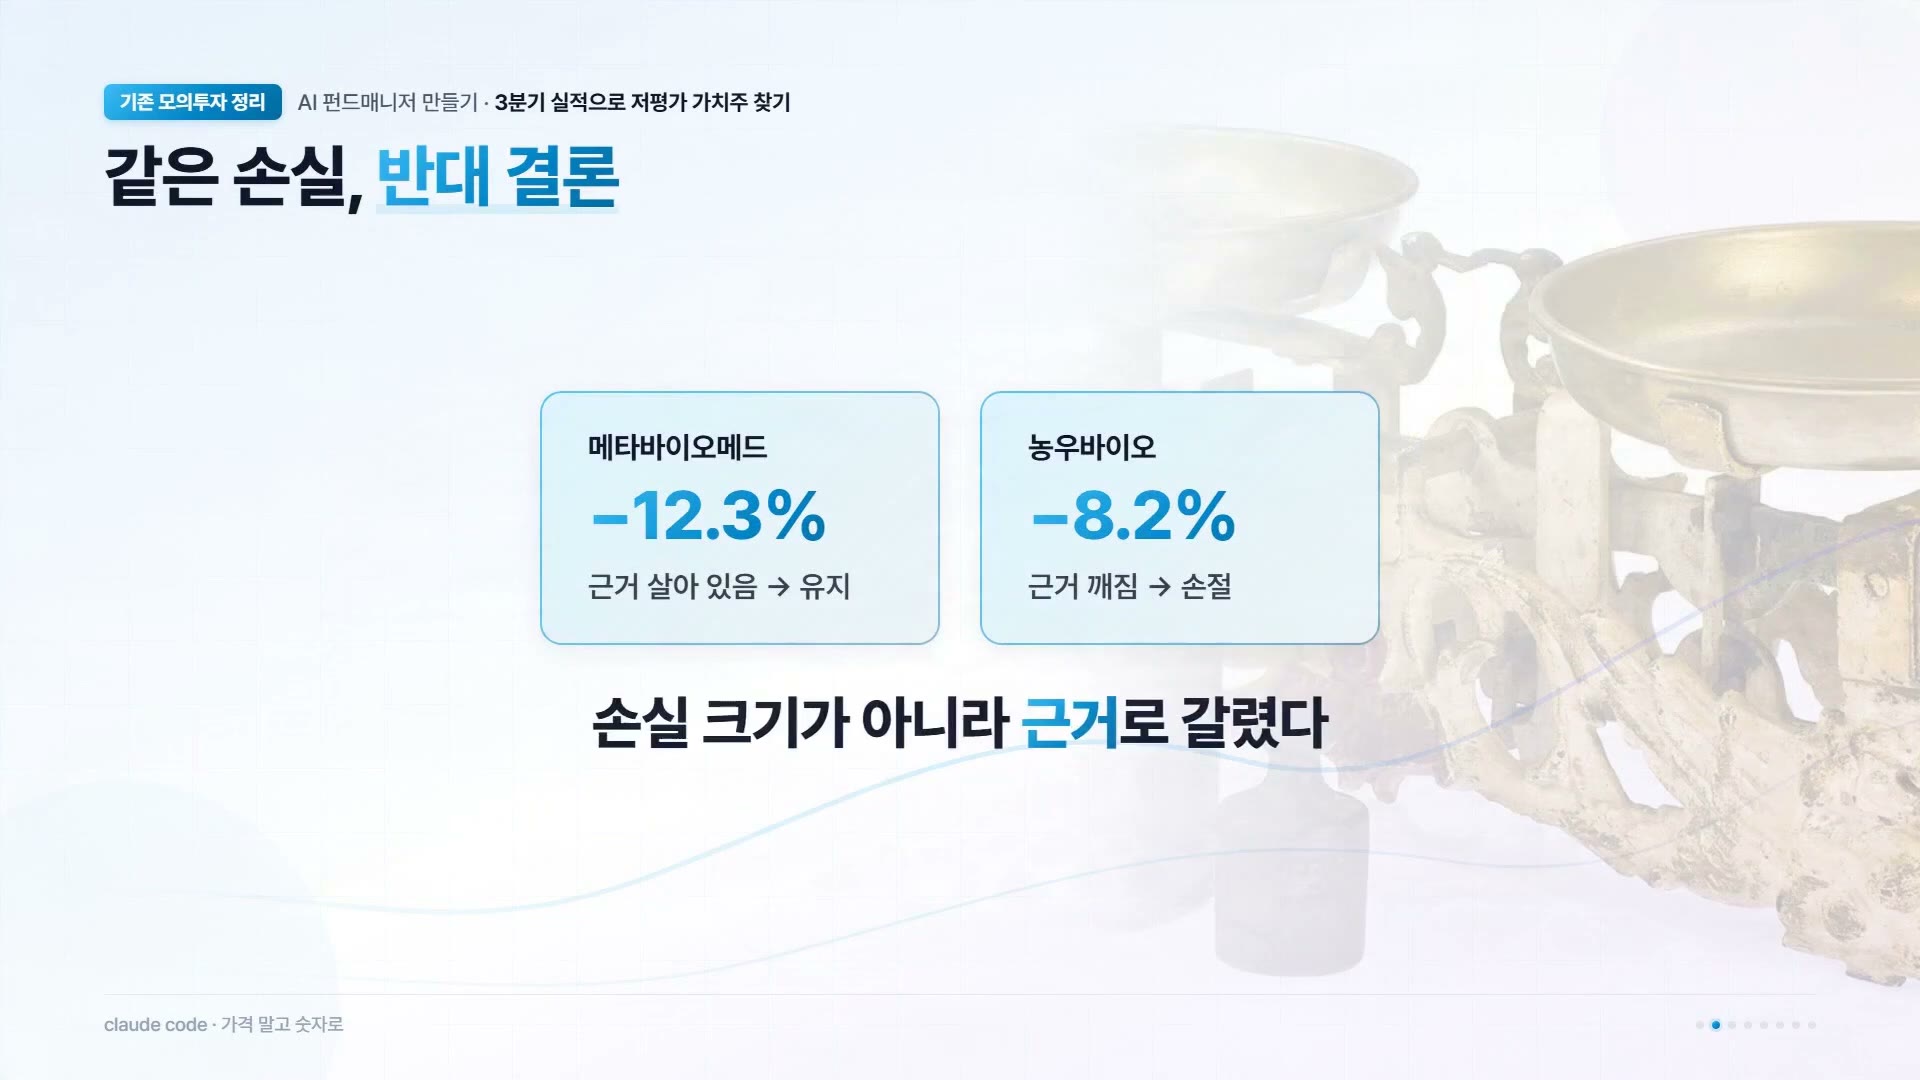 기존 모의투자 정리 AI 펀드매니저 만들기 · 3분기 실적으로 저평가 가치주 찾기
같은 손실, 반대 결론
메타바이오메드
–12.3%
근거 살아 있음 → 유지
농우바이오
–8.2%
근거 깨짐 → 손절
손실 크기가 아니라 근거로 갈렸다
claude code · 가격 말고 숫자로